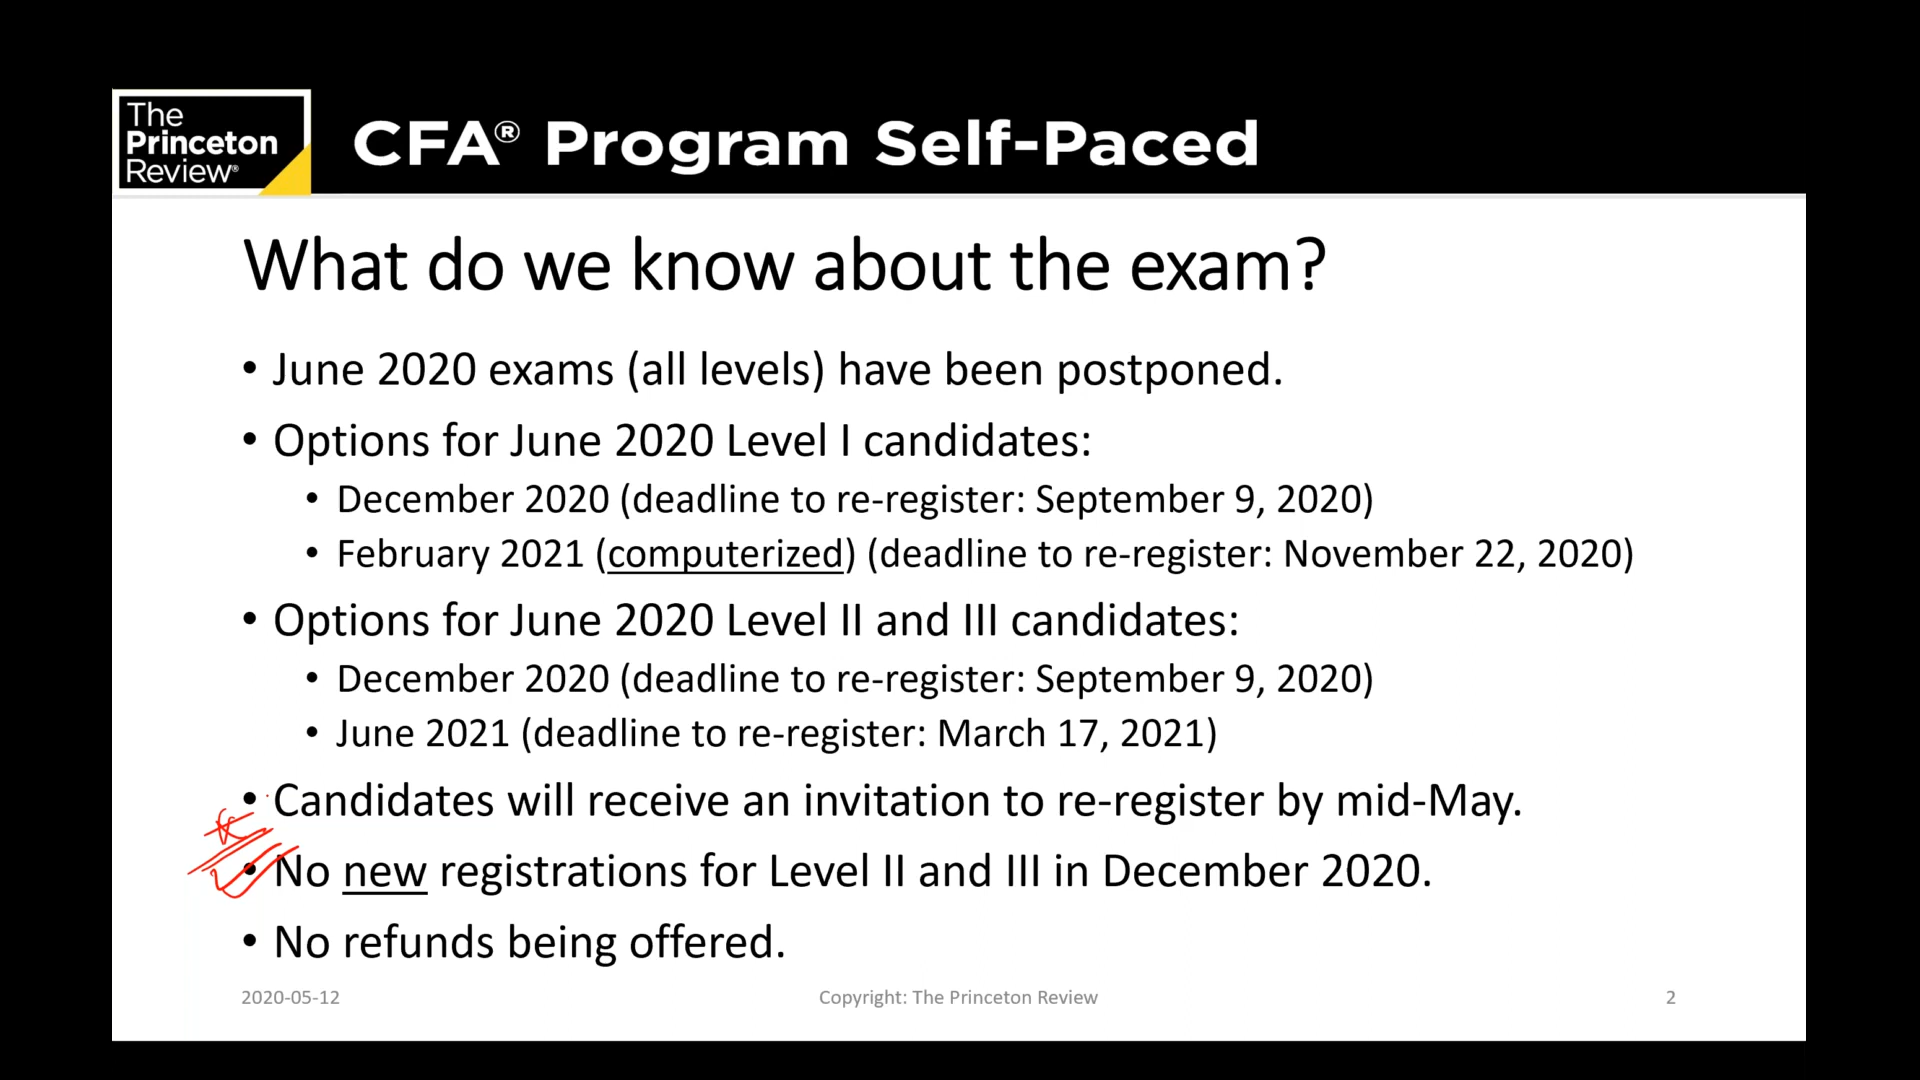 The
Princeton
Review®
CFA® Program Self-Paced
What do we know about the exam?
• June 2020 exams (all levels) have been postponed.
• Options for June 2020 Level I candidates:
• December 2020 (deadline to re-register: September 9, 2020)
• February 2021 (computerized) (deadline to re-register: November 22, 2020)
• Options for June 2020 Level II and III candidates:
• December 2020 (deadline to re-register: September 9, 2020)
• June 2021 (deadline to re-register: March 17, 2021)
• Candidates will receive an invitation to re-register by mid-May.
• No new registrations for Level II and III in December 2020.
• No refunds being offered.
2020-05-12
Copyright: The Princeton Review
2